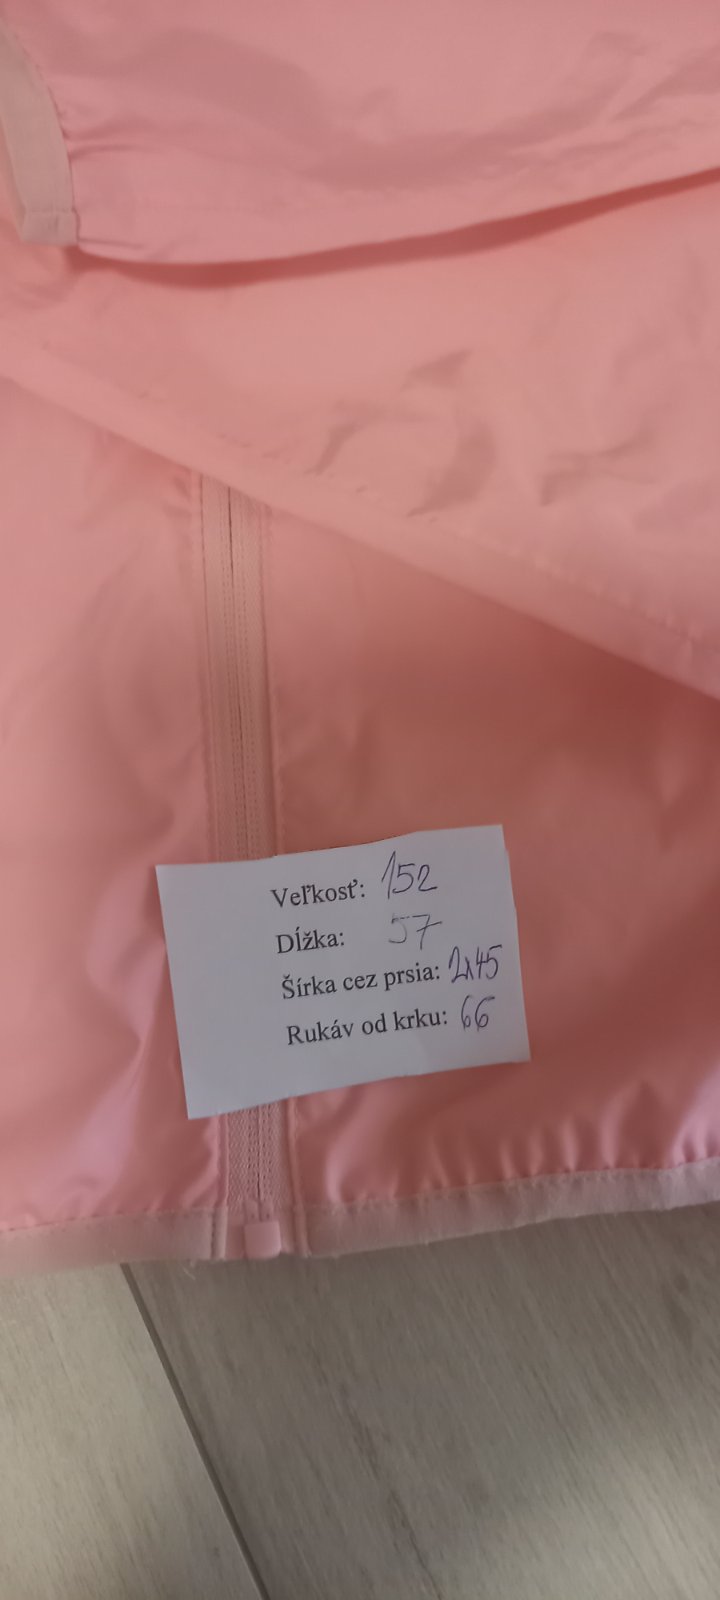 Veľkosť: 152
Dĺžka: 57
Šírka cez prsia: 2x45
Rukáv od krku: 66